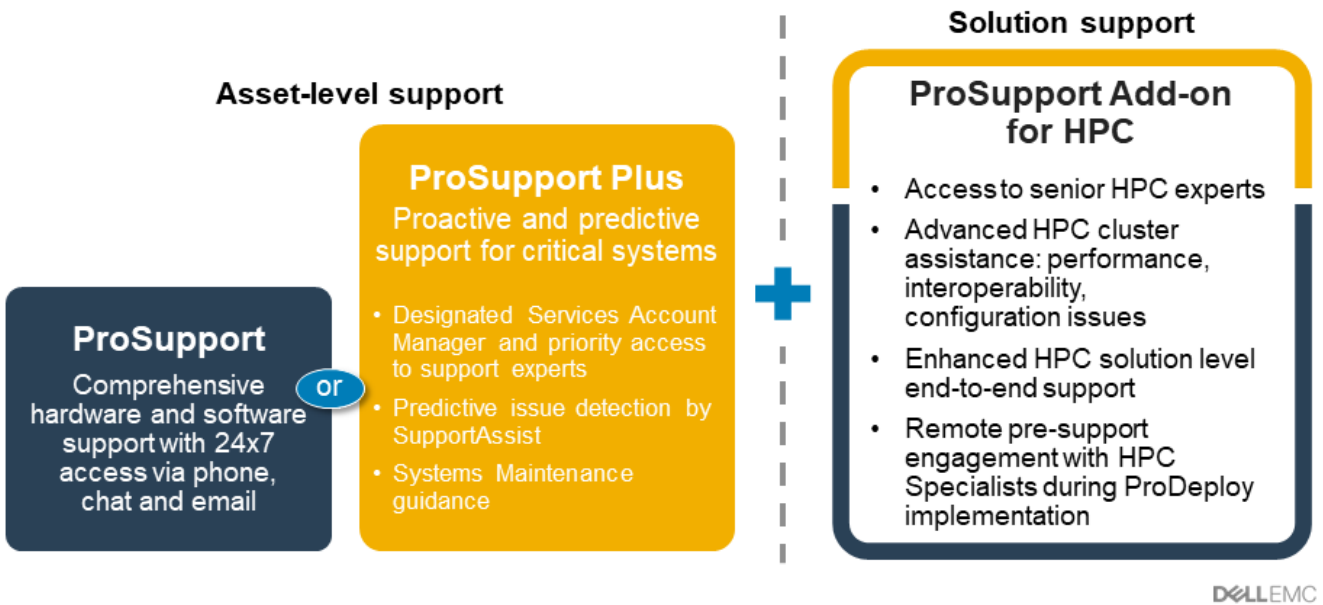 Asset-level support
ProSupport
Comprehensive
hardware and software
support with 24x7
access via phone,
chat and email
or
ProSupport Plus
Proactive and predictive
support for critical systems
• Designated Services Account
Manager and priority access
to support experts
• Predictive issue detection by
SupportAssist
• Systems Maintenance
guidance
Solution support
ProSupport Add-on
for HPC
• Access to senior HPC experts
• Advanced HPC cluster
assistance: performance,
interoperability,
configuration issues
• Enhanced HPC solution level
end-to-end support
• Remote pre-support
engagement with HPC
Specialists during ProDeploy
implementation
DELLEMC